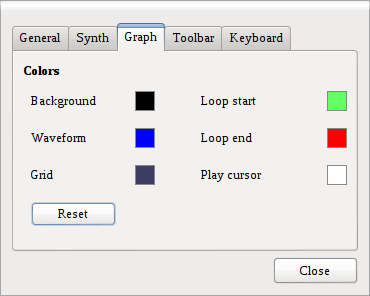 General Synth Graph Toolbar Keyboard
Colors
Background Loop start
Waveform Loop end
Grid Play cursor
Reset
Close